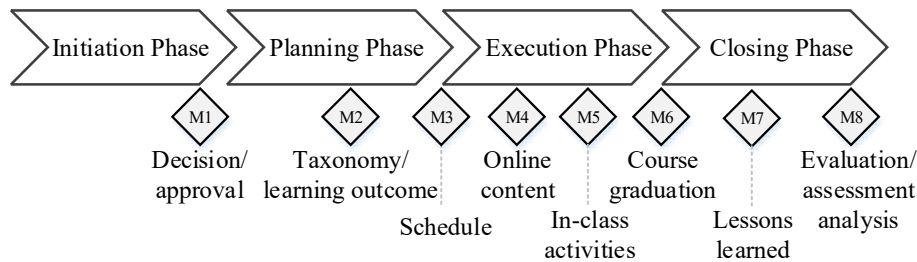 Initiation Phase
Planning Phase
Execution Phase
Closing Phase
M1
M2
M3
M4
M5
M6
M7
M8
Decision/
approval
Taxonomy/
learning outcome
Schedule
Online
content
In-class
activities
Course
graduation
Lessons
learned
Evaluation/
assessment
analysis